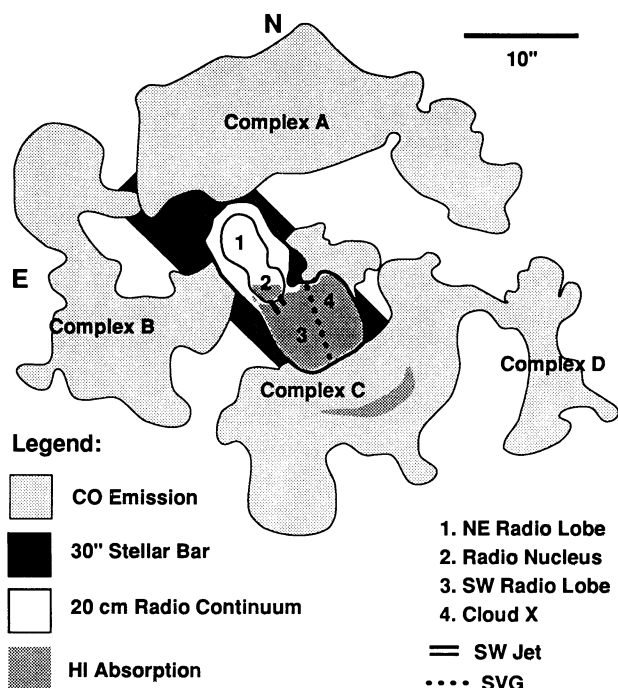 N
10"
Complex A
1
E
2
4
Complex B
3
Complex D
Complex C
Legend:
CO Emission
30" Stellar Bar
20 cm Radio Continuum
HI Absorption
1. NE Radio Lobe
2. Radio Nucleus
3. SW Radio Lobe
4. Cloud X
SW Jet
SVG